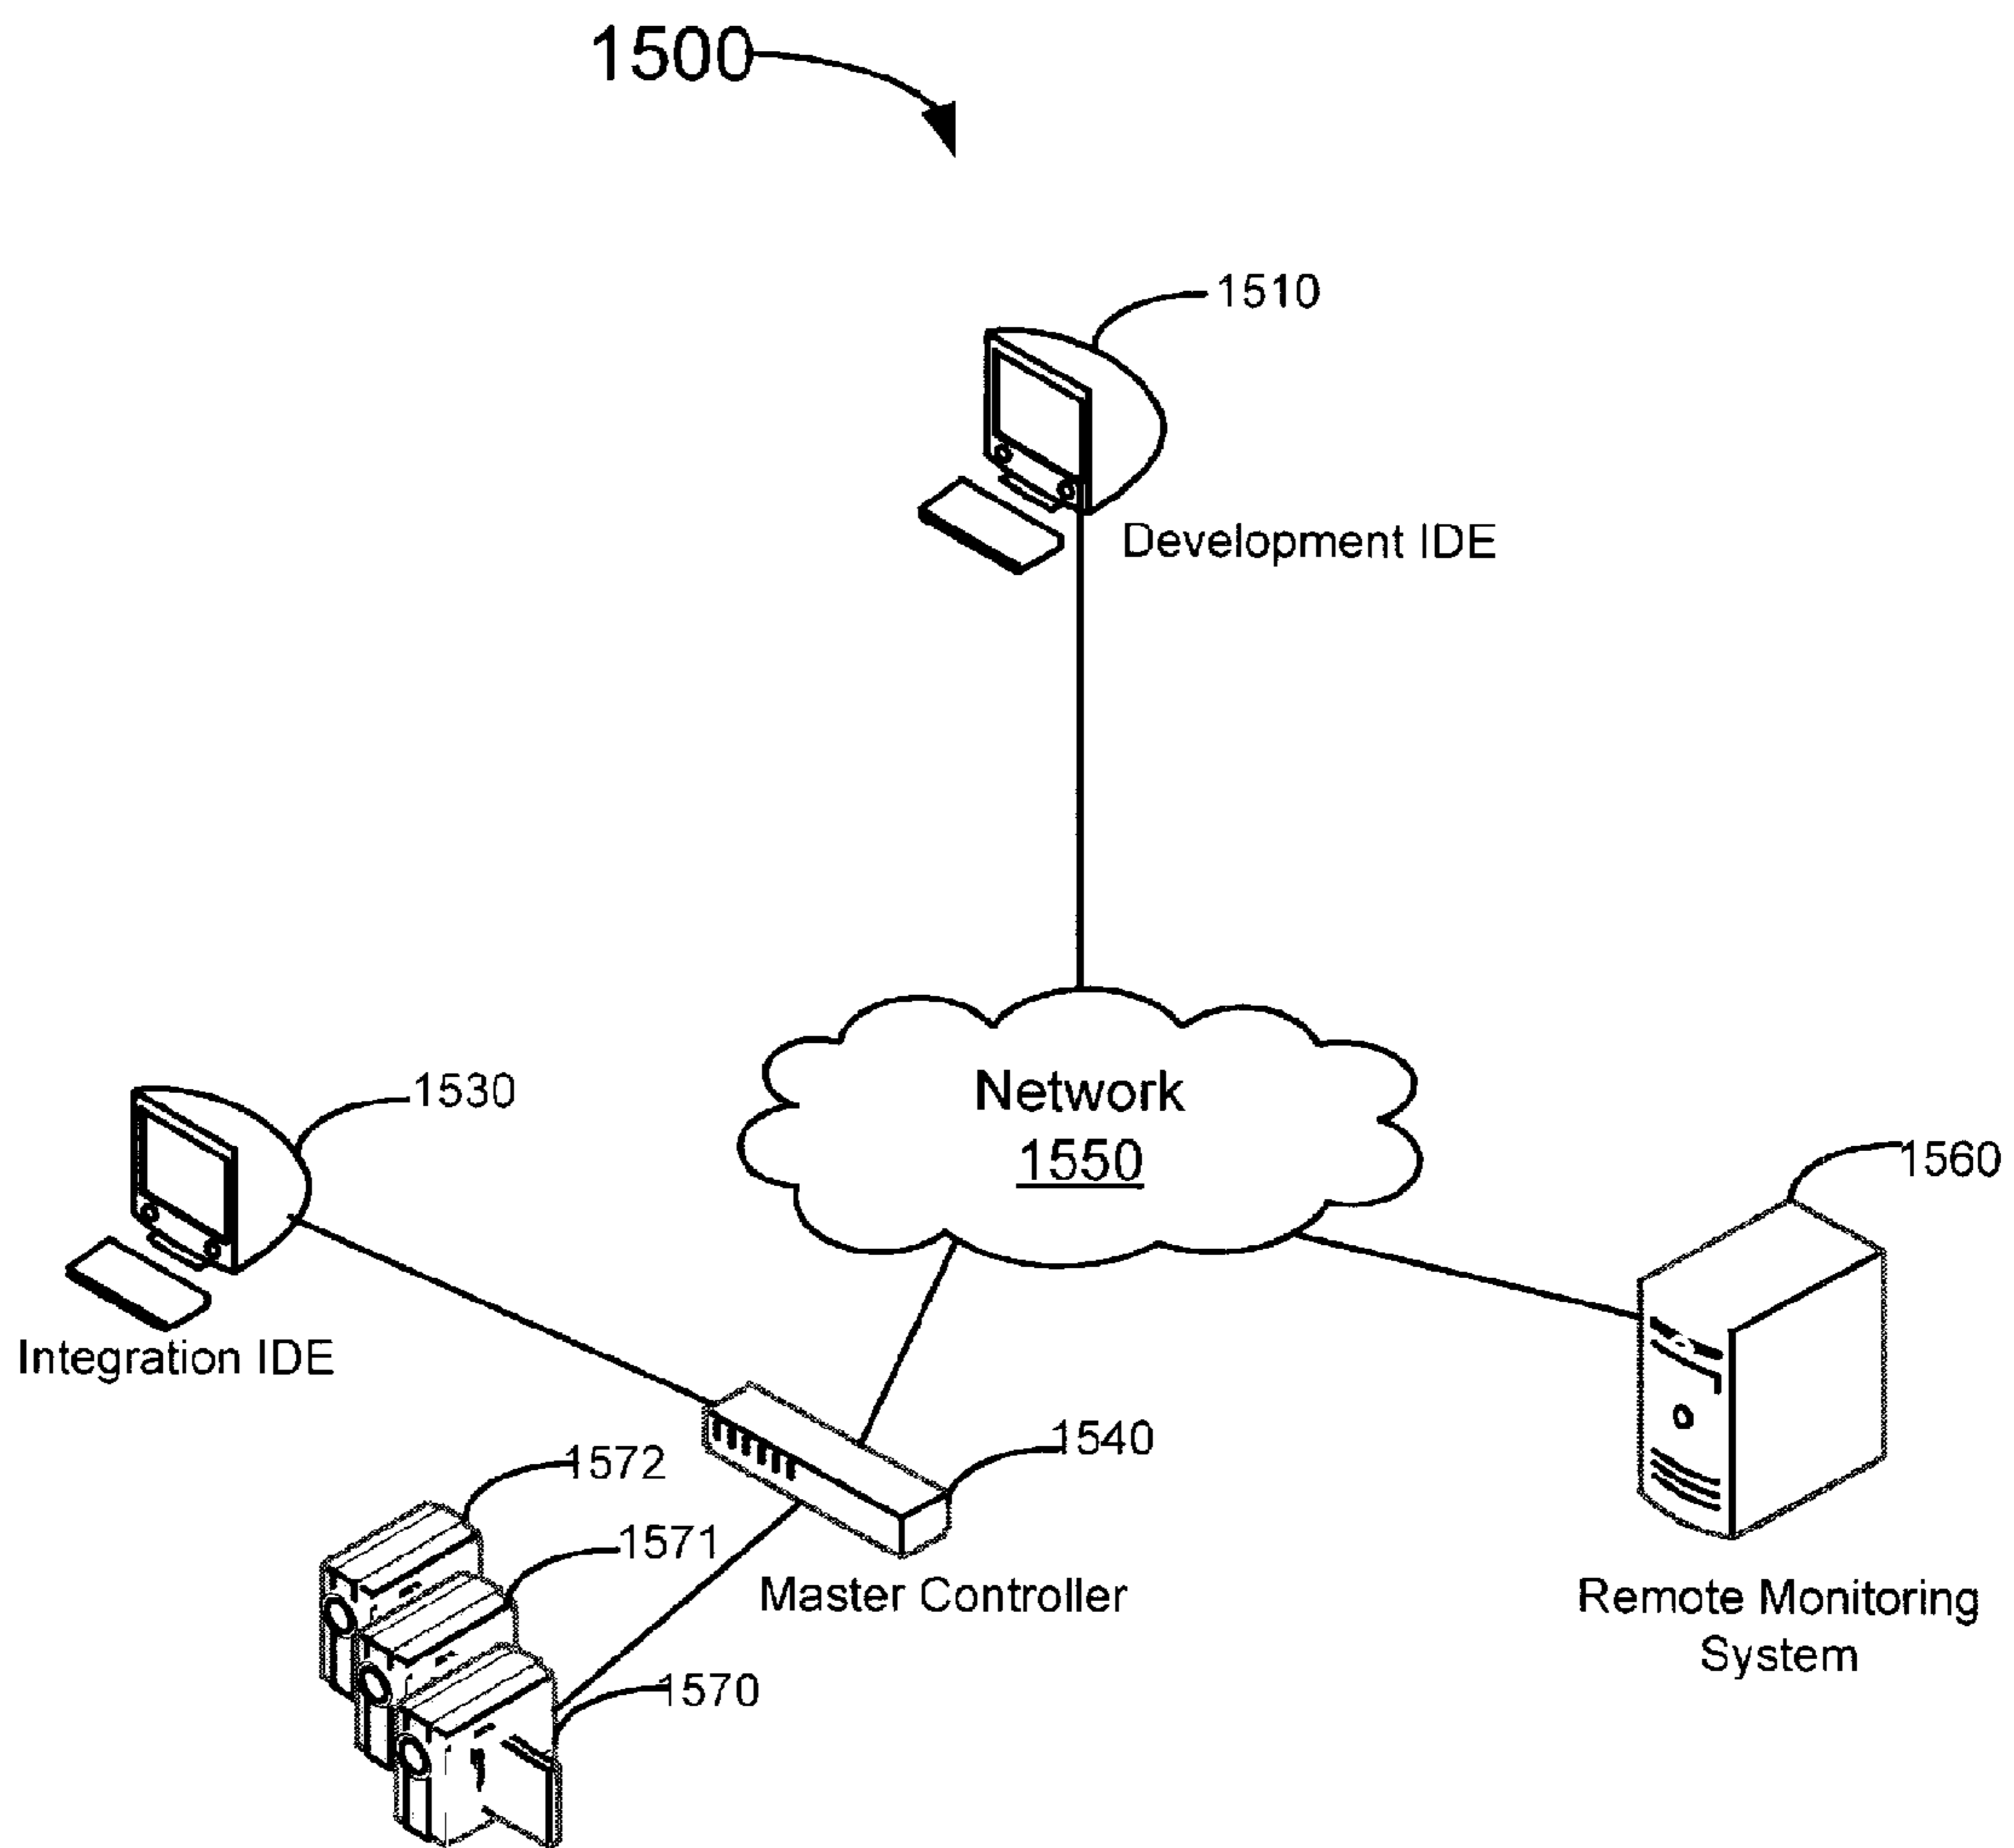 1500
1510
Development IDE
Network
1550
1530
Integration IDE
1560
Remote Monitoring
System
1540
Master Controller
1572
1571
1570